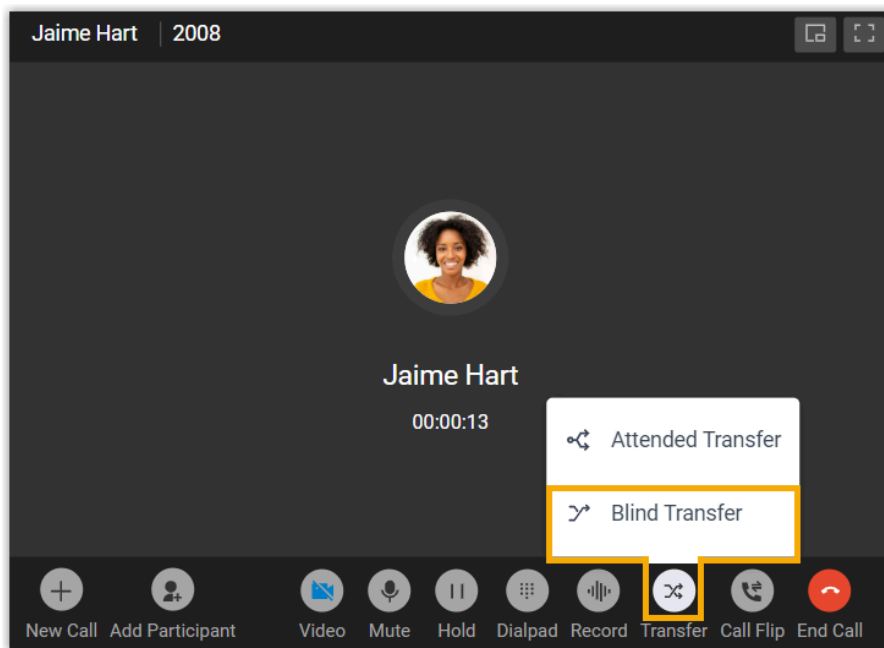 Jaime Hart 2008
Jaime Hart
00:00:13
Attended Transfer
Blind Transfer
New Call Add Participant Video Mute Hold Dialpad Record Transfer Call Flip End Call